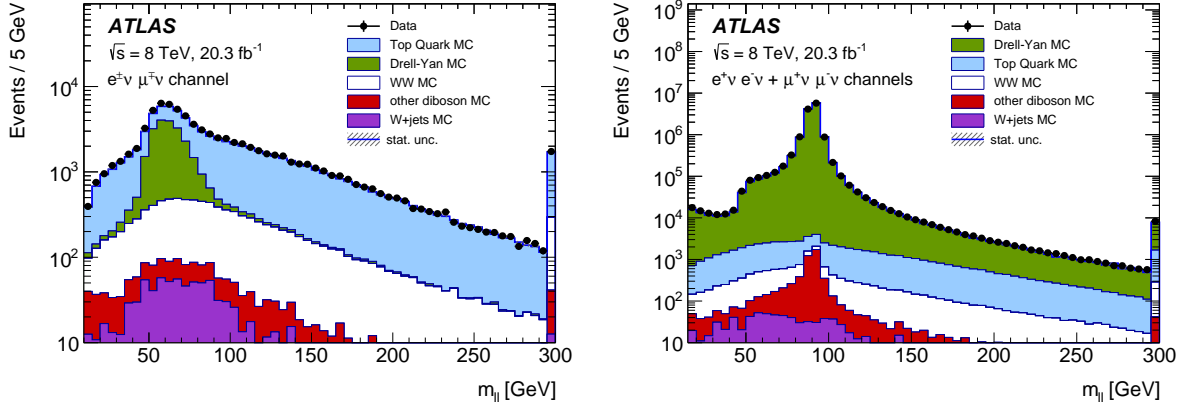 ATLAS
√s = 8 TeV, 20.3 fb⁻¹
e±ν μ∓ν channel
Data
Top Quark MC
Drell-Yan MC
WW MC
other diboson MC
W+jets MC
stat. unc.
Events / 5 GeV
10⁴
10³
10²
10
50 100 150 200 250 300
m_ll [GeV]
ATLAS
√s = 8 TeV, 20.3 fb⁻¹
e⁺ν e⁻ν + μ⁺ν μ⁻ν channels
Data
Drell-Yan MC
Top Quark MC
WW MC
other diboson MC
W+jets MC
stat. unc.
Events / 5 GeV
10⁹
10⁸
10⁷
10⁶
10⁵
10⁴
10³
10²
10
50 100 150 200 250 300
m_ll [GeV]